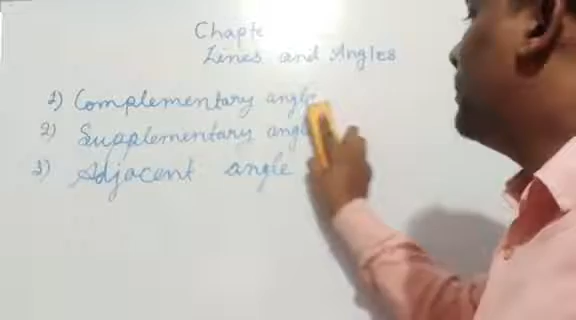 Chapte
Lines and Angles
1) Complementary angle
2) Supplementary angl
3) Adjacent angle